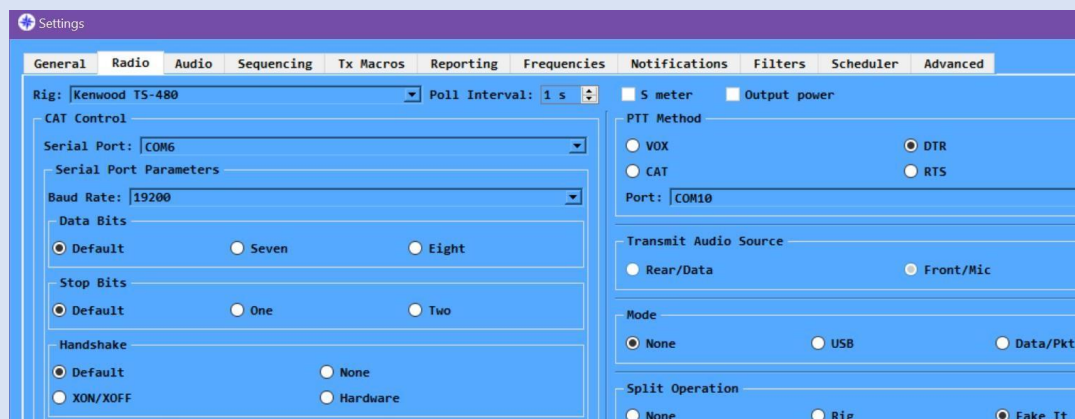 Settings
General Radio Audio Sequencing Tx Macros Reporting Frequencies Notifications Filters Scheduler Advanced
Rig: Kenwood TS-480 Poll Interval: 1 s S meter Output power
CAT Control
Serial Port: COM6
Serial Port Parameters
Baud Rate: 19200
Data Bits
Default Seven Eight
Stop Bits
Default One Two
Handshake
Default None
XON/XOFF Hardware
PTT Method
VOX DTR
CAT RTS
Port: COM10
Transmit Audio Source
Rear/Data Front/Mic
Mode
None USB Data/Pkt
Split Operation
None Rig Fake It